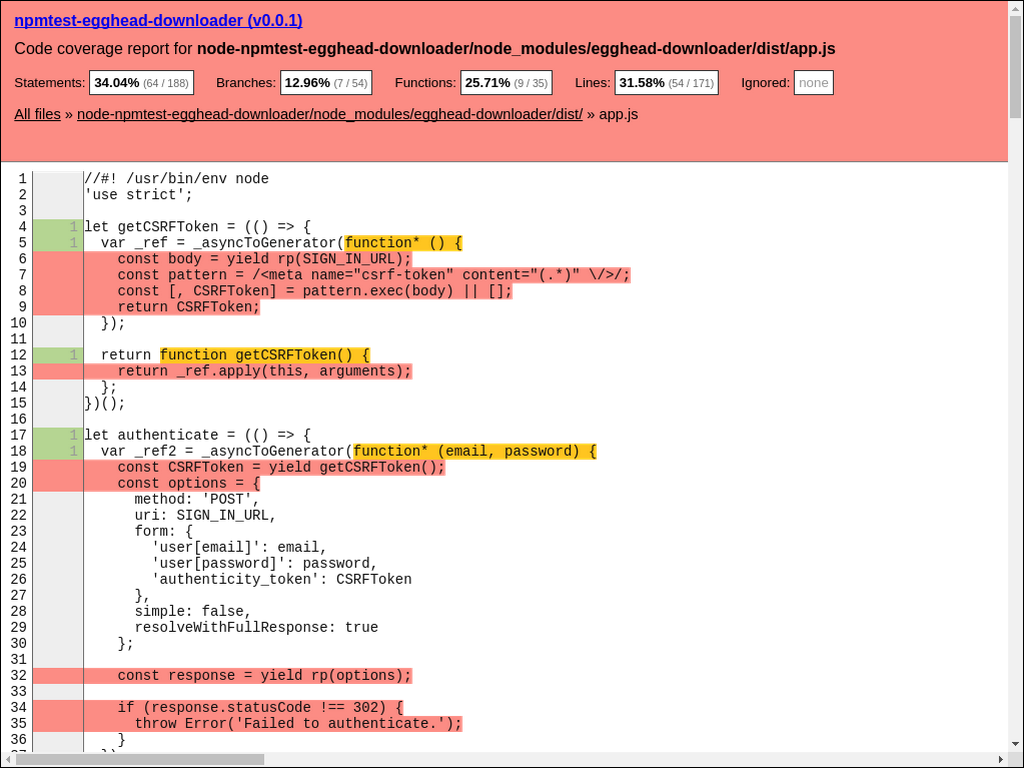 npmtest-egghead-downloader (v0.0.1)
Code coverage report for node-npmtest-egghead-downloader/node_modules/egghead-downloader/dist/app.js
Statements: 34.04% (64 / 188) Branches: 12.96% (7 / 54) Functions: 25.71% (9 / 35) Lines: 31.58% (54 / 171) Ignored: none
All files » node-npmtest-egghead-downloader/node_modules/egghead-downloader/dist/ » app.js
1 //#! /usr/bin/env node
2 'use strict';
3
4 1 let getCSRFToken = (() => {
5 1 var _ref = _asyncToGenerator(function* () {
6 const body = yield rp(SIGN_IN_URL);
7 const pattern = /<meta name="csrf-token" content="(.*)" \/>/;
8 const [, CSRFToken] = pattern.exec(body) || [];
9 return CSRFToken;
10 });
11
12 1 return function getCSRFToken() {
13 return _ref.apply(this, arguments);
14 };
15 })();
16
17 1 let authenticate = (() => {
18 1 var _ref2 = _asyncToGenerator(function* (email, password) {
19 const CSRFToken = yield getCSRFToken();
20 const options = {
21 method: 'POST',
22 uri: SIGN_IN_URL,
23 form: {
24 'user[email]': email,
25 'user[password]': password,
26 'authenticity_token': CSRFToken
27 },
28 simple: false,
29 resolveWithFullResponse: true
30 };
31
32 const response = yield rp(options);
33
34 if (response.statusCode !== 302) {
35 throw Error('Failed to authenticate.');
36 }